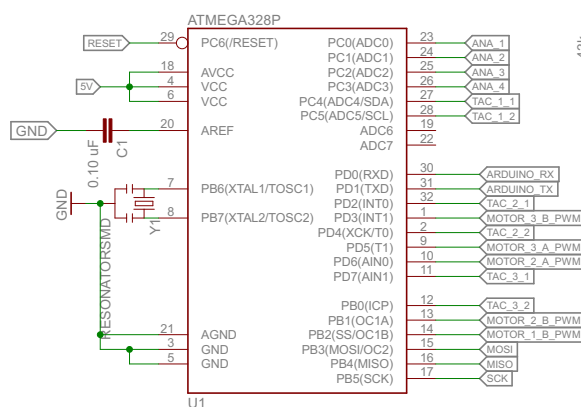 ATMEGA328P
RESET 29 PC6(/RESET) PC0(ADC0) 23 ANA_1
PC1(ADC1) 24 ANA_2
18 AVCC PC2(ADC2) 25 ANA_3
5V 4 VCC PC3(ADC3) 26 ANA_4
6 VCC PC4(ADC4/SDA) 27 TAC_1_1
PC5(ADC5/SCL) 28 TAC_1_2
GND 20 AREF ADC6 19
0.10 uF C1 ADC7 22
PD0(RXD) 30 ARDUINO_RX
GND 7 PB6(XTAL1/TOSC1) PD1(TXD) 31 ARDUINO_TX
PD2(INT0) 32 TAC_2_1
8 PB7(XTAL2/TOSC2) PD3(INT1) 1 MOTOR_3_B_PWM
Y1 PD4(XCK/T0) 2 TAC_2_2
RESONATORSMD PD5(T1) 9 MOTOR_3_A_PWM
PD6(AIN0) 10 MOTOR_2_A_PWM
PD7(AIN1) 11 TAC_3_1
PB0(ICP) 12 TAC_3_2
PB1(OC1A) 13 MOTOR_2_B_PWM
21 AGND PB2(SS/OC1B) 14 MOTOR_1_B_PWM
3 GND PB3(MOSI/OC2) 15 MOSI
5 GND PB4(MISO) 16 MISO
PB5(SCK) 17 SCK
U1